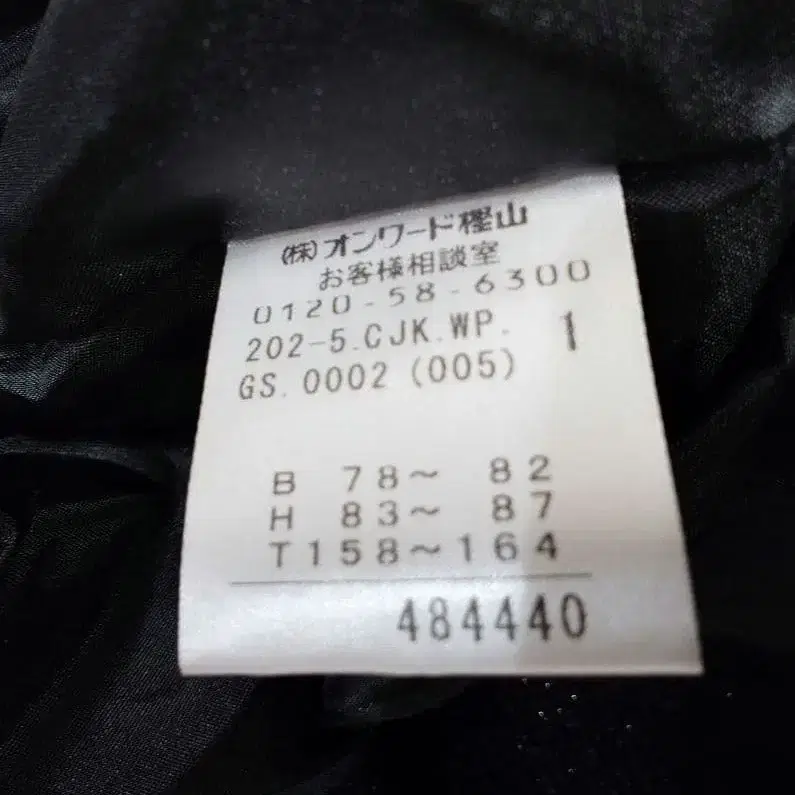 (株)オンワード樫山
お客様相談室
0120-58-6300
202-5.CJK.WP. 1
GS.0002 (005)
B 78～ 82
H 83～ 87
T158～164
484440